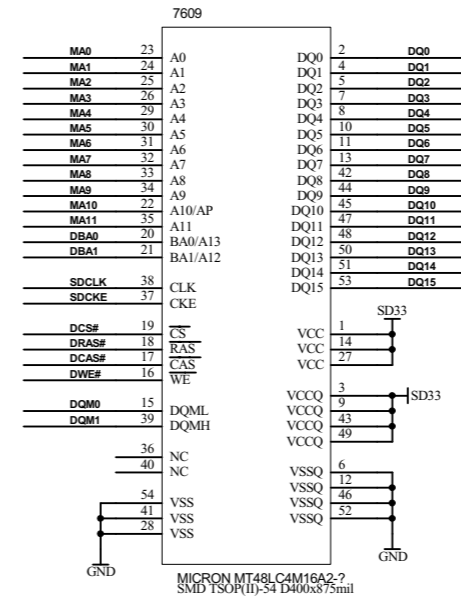 7609
MA0 23 A0 DQ0 2 DQ0
MA1 24 A1 DQ1 4 DQ1
MA2 25 A2 DQ2 5 DQ2
MA3 26 A3 DQ3 7 DQ3
MA4 29 A4 DQ4 8 DQ4
MA5 30 A5 DQ5 10 DQ5
MA6 31 A6 DQ6 11 DQ6
MA7 32 A7 DQ7 13 DQ7
MA8 33 A8 DQ8 42 DQ8
MA9 34 A9 DQ9 44 DQ9
MA10 22 A10/AP DQ10 45 DQ10
MA11 35 A11 DQ11 47 DQ11
DBA0 20 BA0/A13 DQ12 48 DQ12
DBA1 21 BA1/A12 DQ13 50 DQ13
DQ14 51 DQ14
SDCLK 38 CLK DQ15 53 DQ15
SDCKE 37 CKE
SD33
DCS# 19 CS VCC 1
DRAS# 18 RAS VCC 14
DCAS# 17 CAS VCC 27
DWE# 16 WE
VCCQ 3 SD33
DQM0 15 DQML VCCQ 9
DQM1 39 DQMH VCCQ 43
VCCQ 49
36 NC
40 NC VSSQ 6
VSSQ 12
54 VSS VSSQ 46
41 VSS VSSQ 52
28 VSS
GND GND
MICRON MT48LC4M16A2-?
SMD TSOP(II)-54 D400x875mil